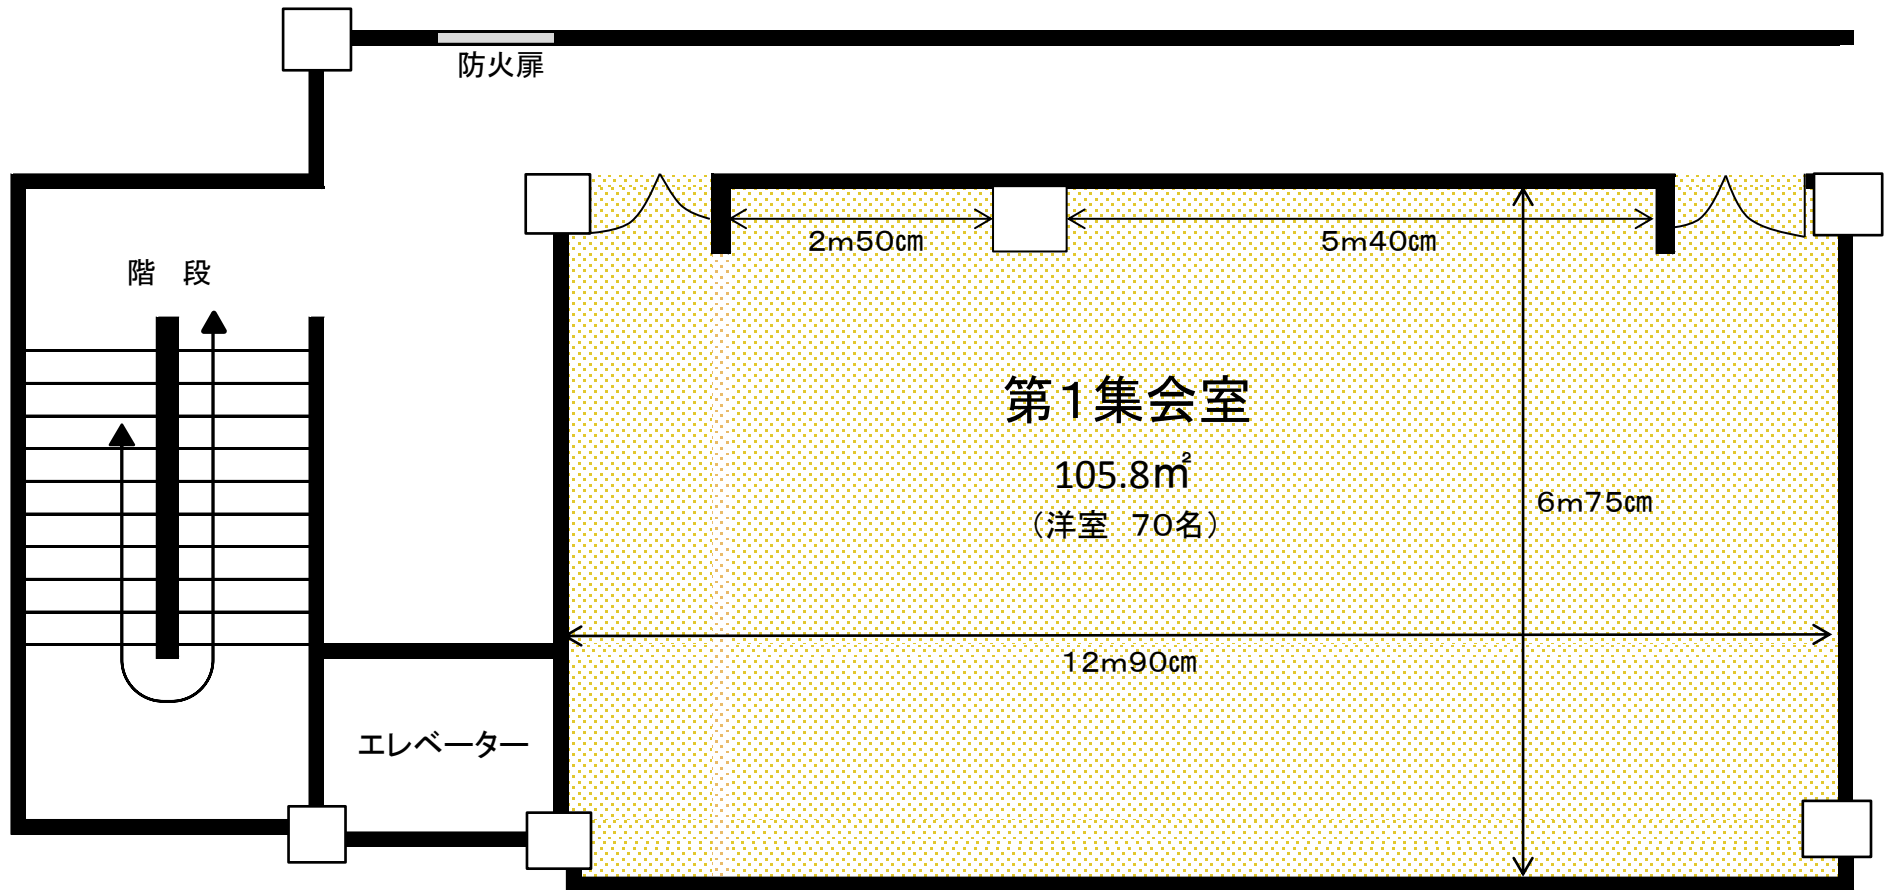 防火扉
2m50㎝
5m40㎝
階　段
第1集会室
105.8㎡
（洋室　70名）
6m75㎝
12m90㎝
エレベーター